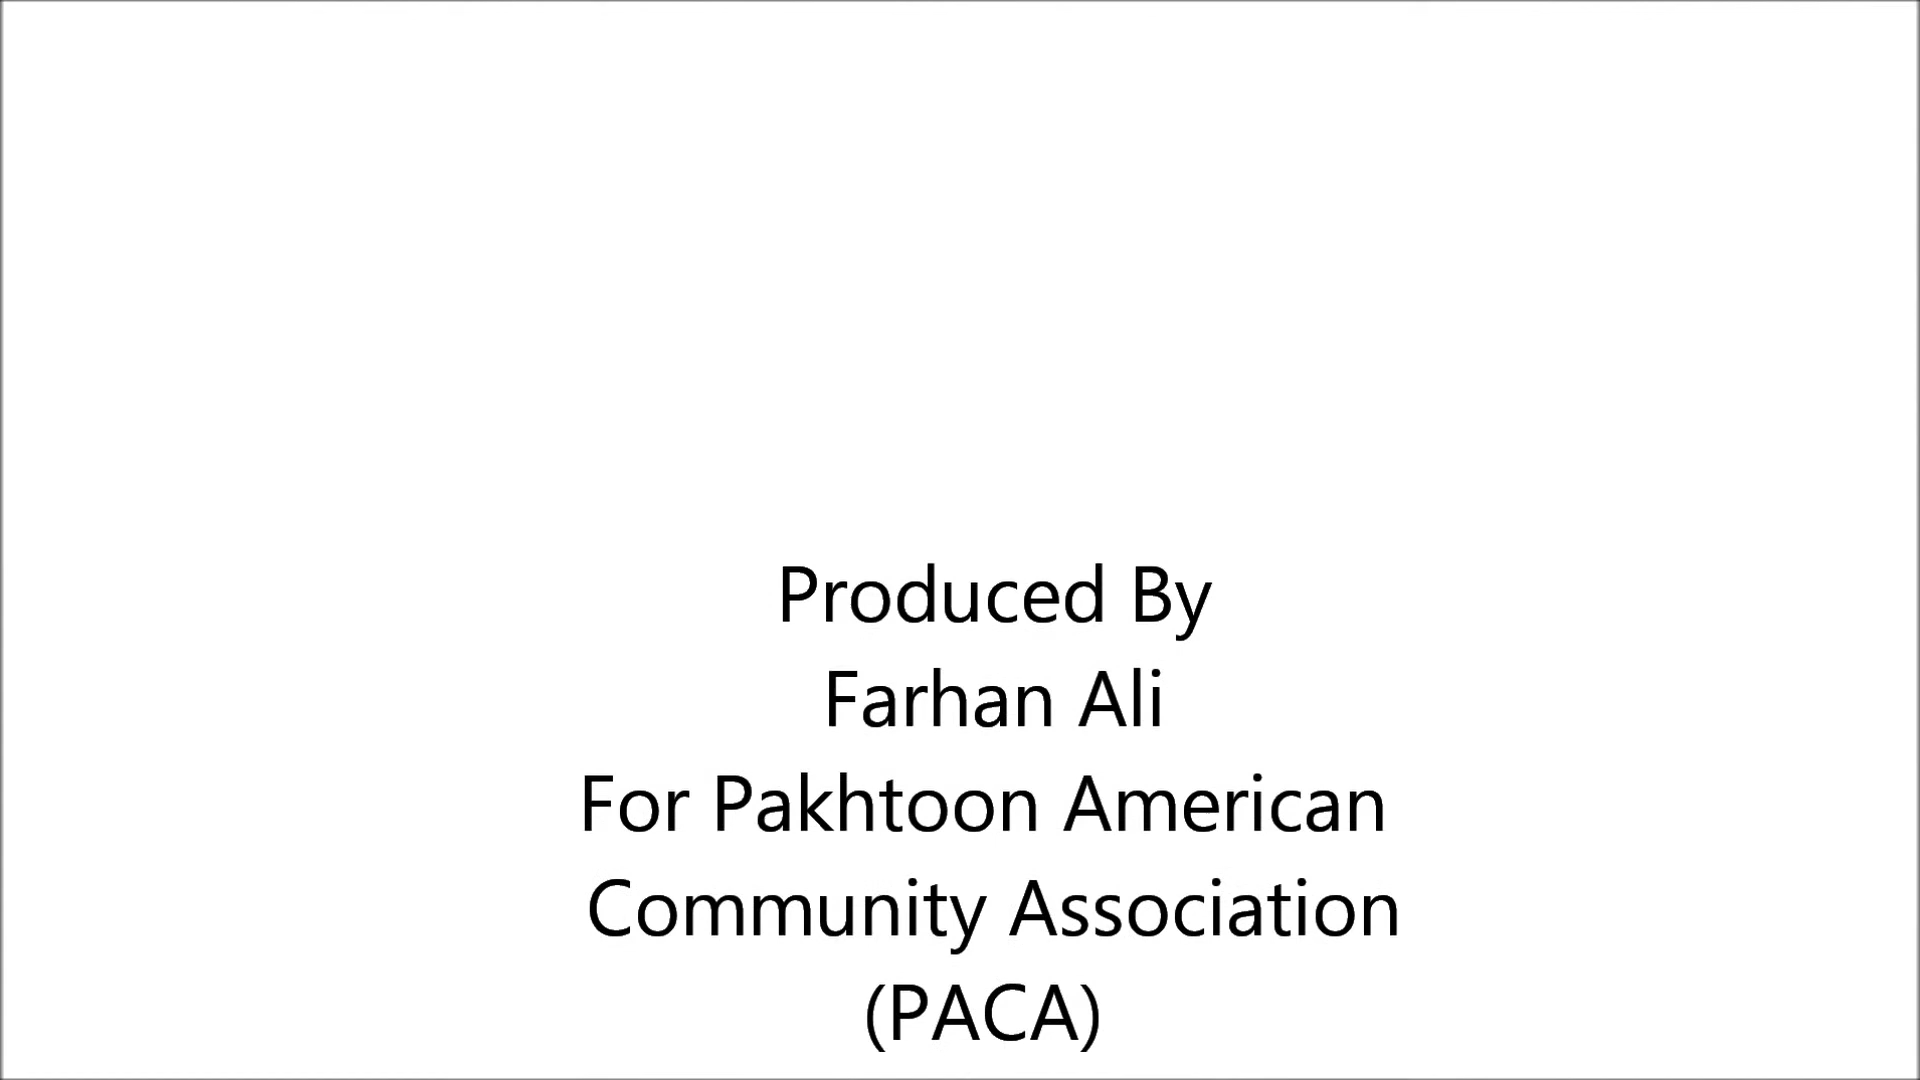 Produced By
Farhan Ali
For Pakhtoon American
Community Association
(PACA)